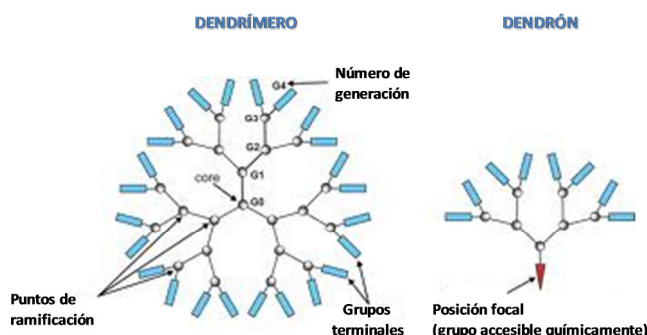 DENDRÍMERO
DENDRÓN
Número de
generación
G4
G3
G2
G1
core
G0
Puntos de
ramificación
Grupos
terminales
Posición focal
(grupo accesible químicamente)